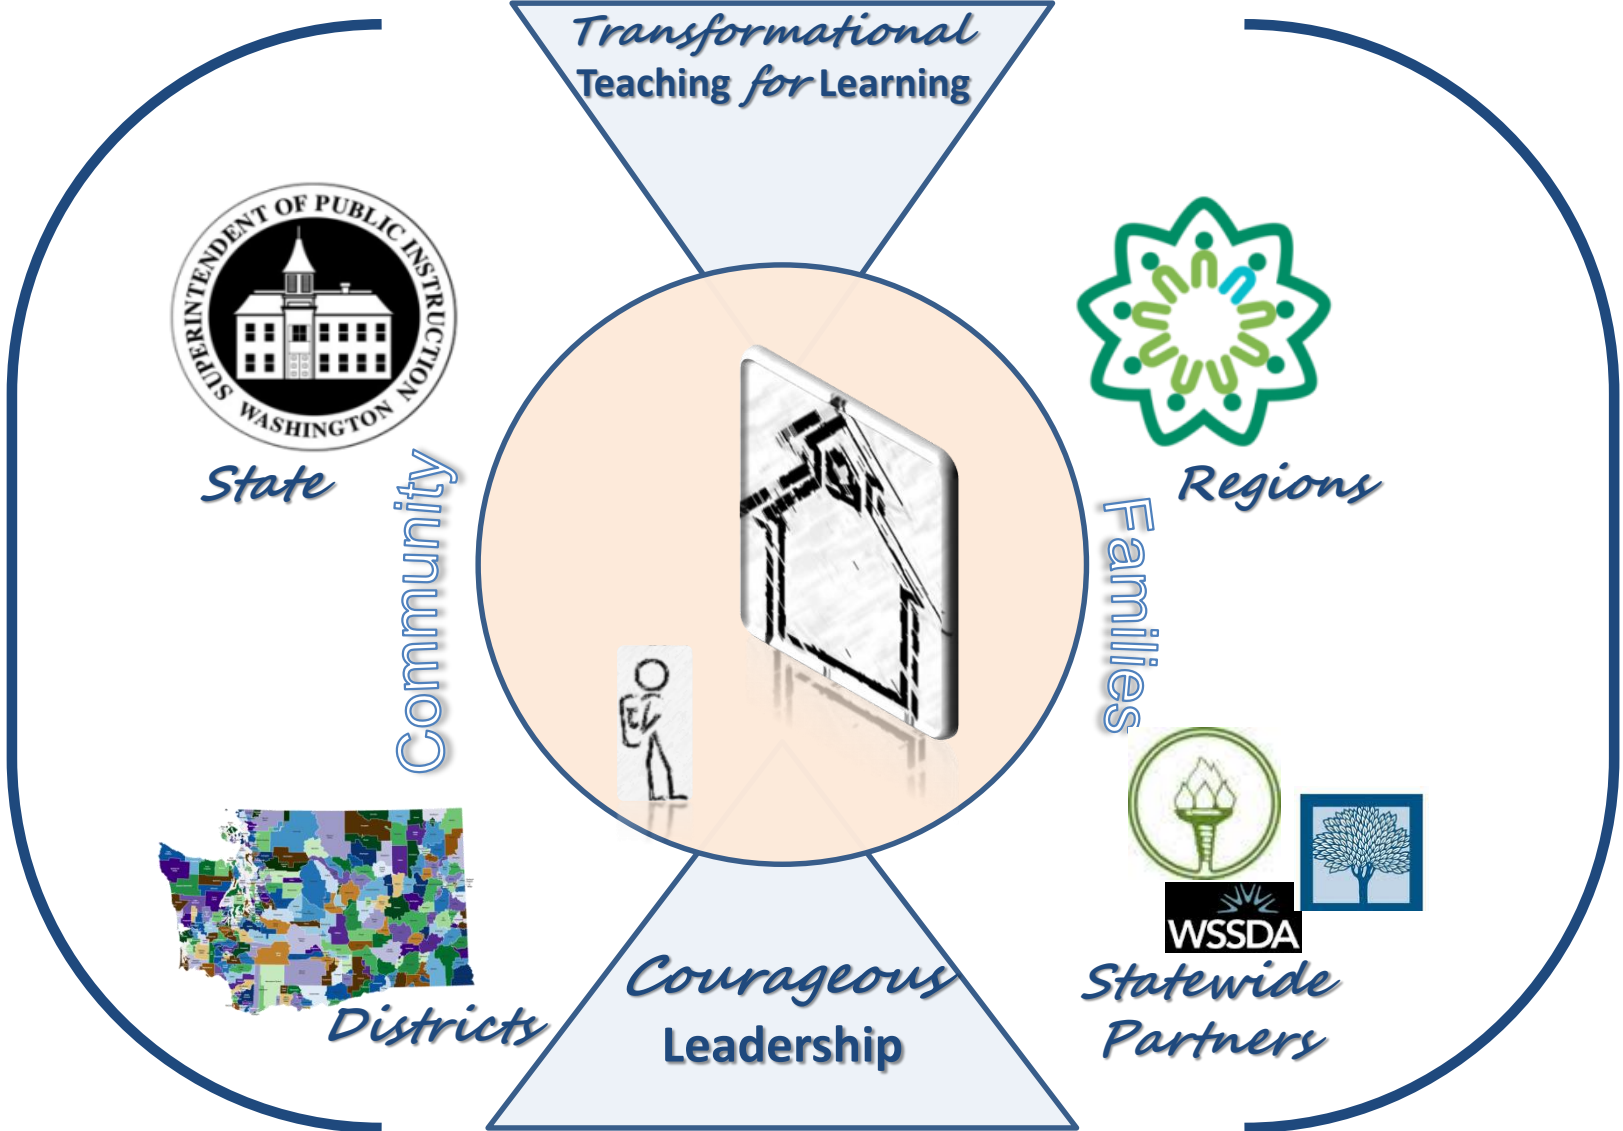 Transformational
Teaching for Learning
SUPERINTENDENT OF PUBLIC INSTRUCTION
WASHINGTON
State
Regions
Community
Families
WSSDA
Districts
Courageous
Leadership
Statewide
Partners